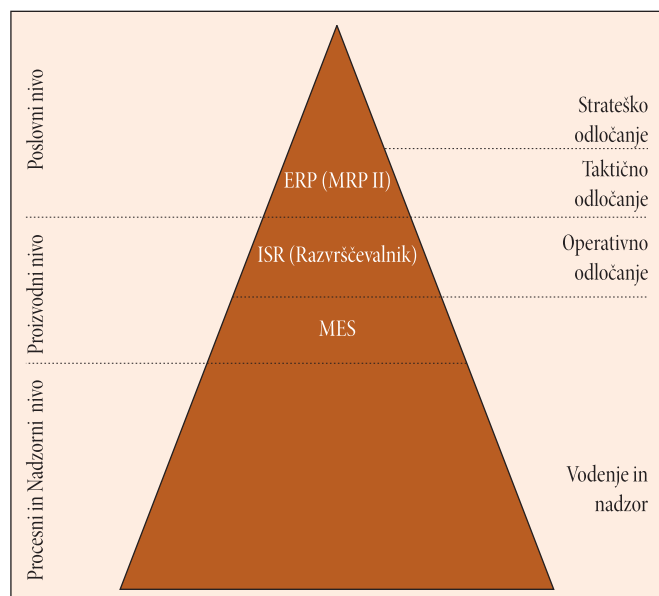 Poslovni nivo
Proizvodni nivo
Procesni in Nadzorni nivo
ERP (MRP II)
ISR (Razvrščevalnik)
MES
Strateško
odločanje
Taktično
odločanje
Operativno
odločanje
Vodenje in
nadzor